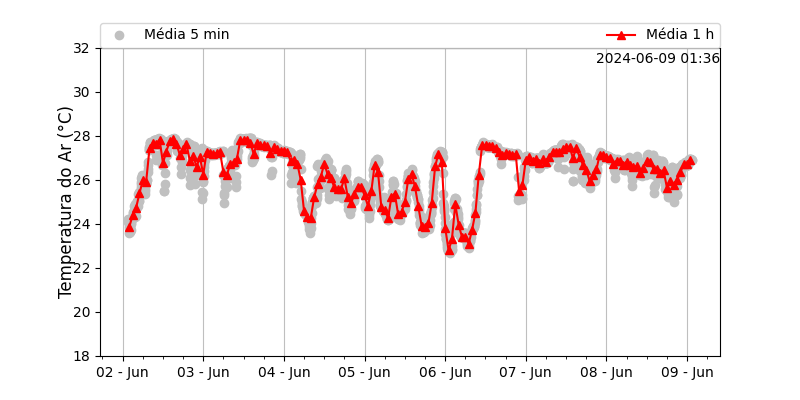 Média 5 min
Média 1 h
2024-06-09 01:36
Temperatura do Ar (°C)
32
30
28
26
24
22
20
18
02 - Jun
03 - Jun
04 - Jun
05 - Jun
06 - Jun
07 - Jun
08 - Jun
09 - Jun